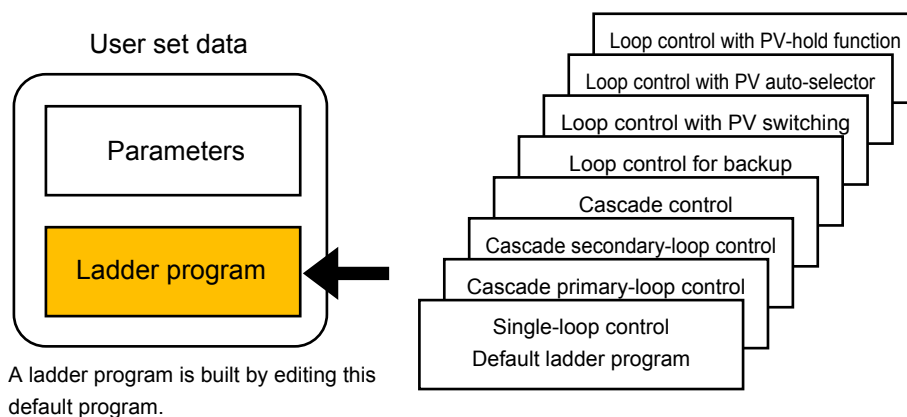 User set data
Parameters
Ladder program
A ladder program is built by editing this
default program.
Loop control with PV-hold function
Loop control with PV auto-selector
Loop control with PV switching
Loop control for backup
Cascade control
Cascade secondary-loop control
Cascade primary-loop control
Single-loop control
Default ladder program